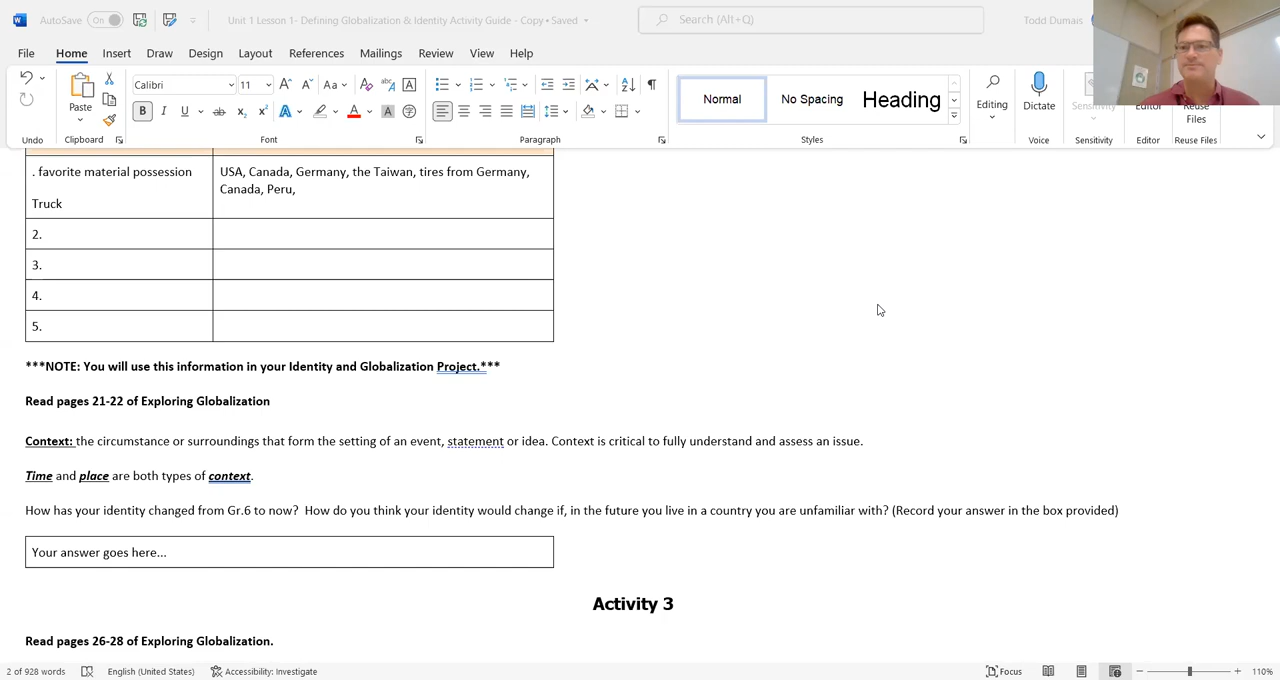 AutoSave On
Unit 1 Lesson 1- Defining Globalization & Identity Activity Guide - Copy • Saved
Search (Alt+Q)
Todd Dumais
File Home Insert Draw Design Layout References Mailings Review View Help
Calibri 11 Aa
Paste
B I U ab x₂ x² A A A
Normal No Spacing Heading
Editing Dictate Sensitivity Editor Reuse Files
Undo Clipboard Font Paragraph Styles Voice Sensitivity Editor Reuse Files
. favorite material possession
Truck
USA, Canada, Germany, the Taiwan, tires from Germany,
Canada, Peru,
2.
3.
4.
5.
***NOTE: You will use this information in your Identity and Globalization Project.***
Read pages 21-22 of Exploring Globalization
Context: the circumstance or surroundings that form the setting of an event, statement or idea. Context is critical to fully understand and assess an issue.
Time and place are both types of context.
How has your identity changed from Gr.6 to now?  How do you think your identity would change if, in the future you live in a country you are unfamiliar with? (Record your answer in the box provided)
Your answer goes here...
Activity 3
Read pages 26-28 of Exploring Globalization.
2 of 928 words English (United States) Accessibility: Investigate Focus 110%